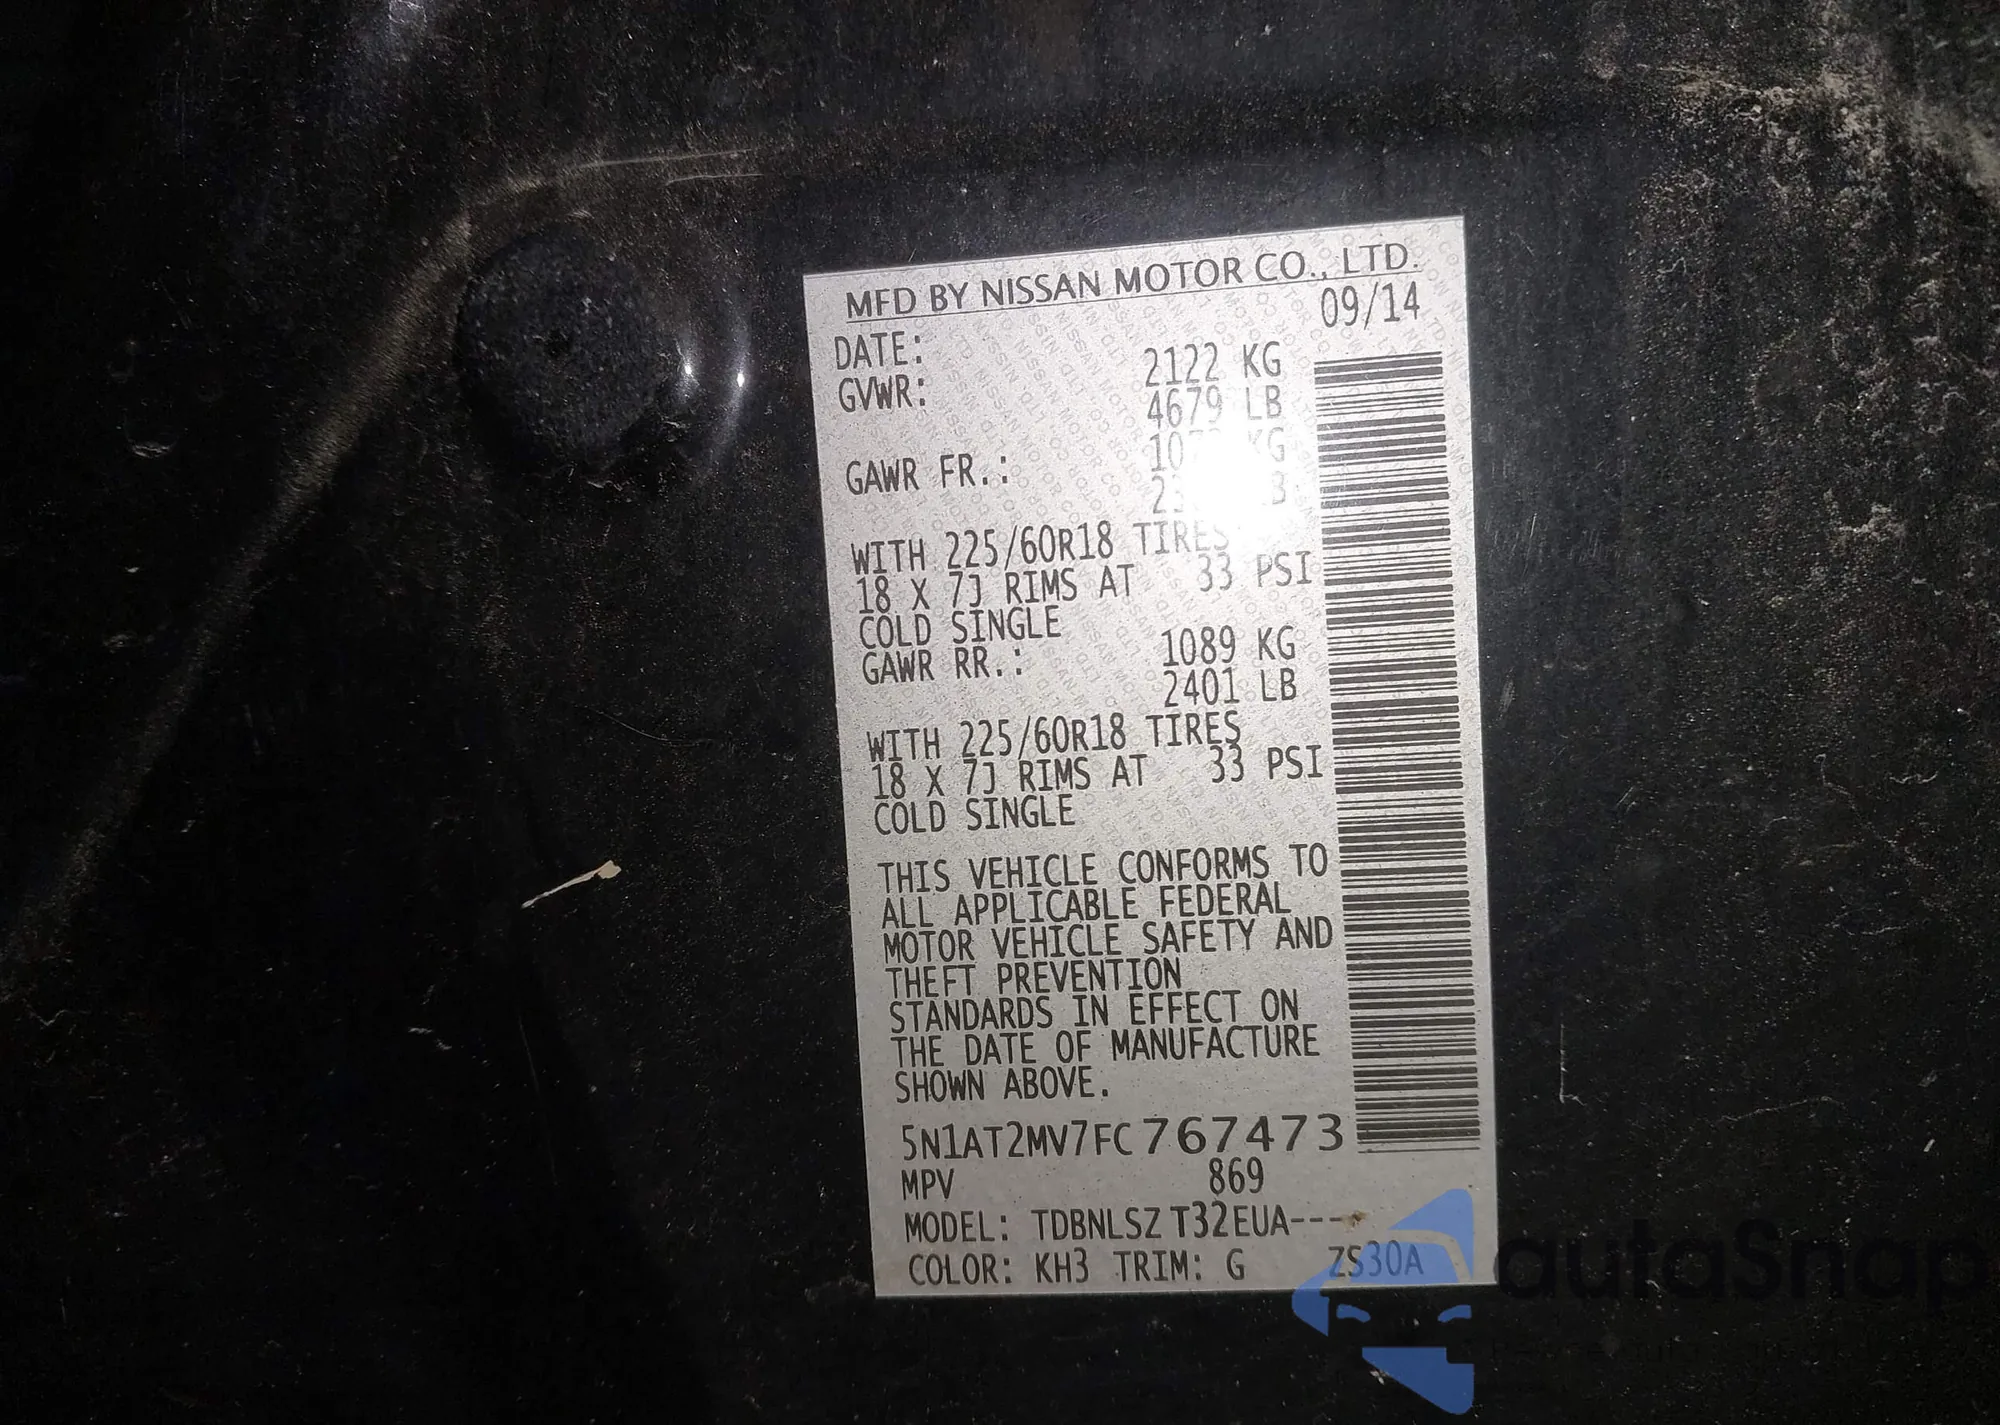 MFD BY NISSAN MOTOR CO., LTD.
DATE: 09/14
GVWR: 2122 KG
4679 LB
GAWR FR.: KG
WITH 225/60R18 TIRES
18 X 7J RIMS AT 33 PSI
COLD SINGLE
GAWR RR.: 1089 KG
2401 LB
WITH 225/60R18 TIRES
18 X 7J RIMS AT 33 PSI
COLD SINGLE
THIS VEHICLE CONFORMS TO
ALL APPLICABLE FEDERAL
MOTOR VEHICLE SAFETY AND
THEFT PREVENTION
STANDARDS IN EFFECT ON
THE DATE OF MANUFACTURE
SHOWN ABOVE.
5N1AT2MV7FC767473
MPV 869
MODEL: TDBNLSZ T32EUA----
COLOR: KH3 TRIM: G ZS30A
autoSnap